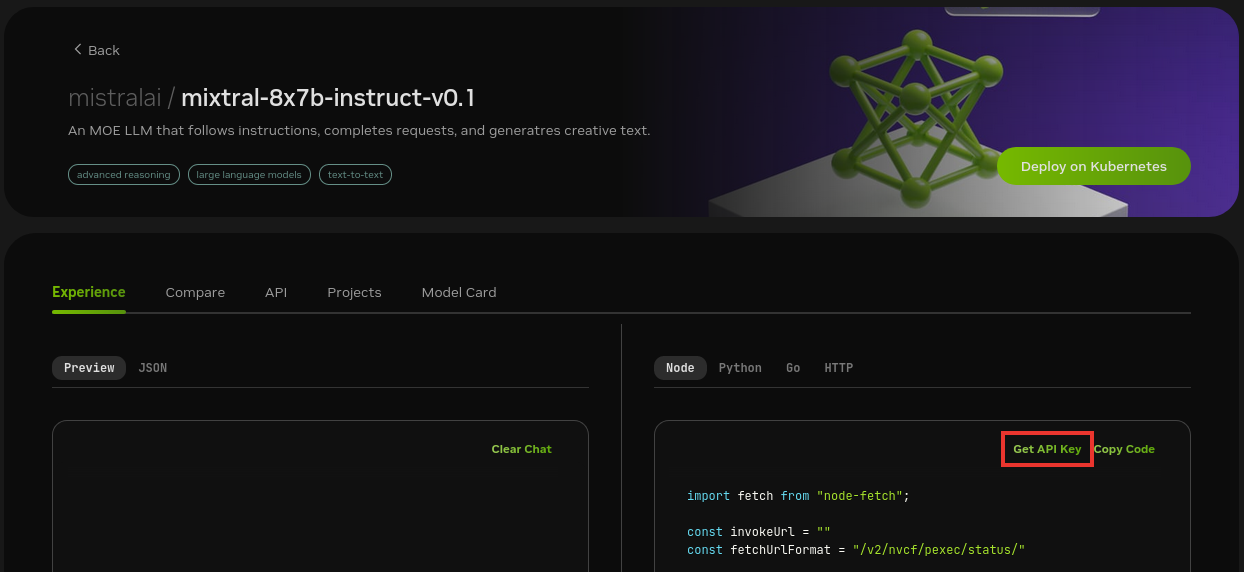 Back
mistralai / mixtral-8x7b-instruct-v0.1
An MOE LLM that follows instructions, completes requests, and generatres creative text.
advanced reasoning large language models text-to-text
Deploy on Kubernetes
Experience Compare API Projects Model Card
Preview JSON
Clear Chat
Node Python Go HTTP
Get API Key Copy Code
import fetch from "node-fetch";
const invokeUrl = ""
const fetchUrlFormat = "/v2/nvcf/pexec/status/"